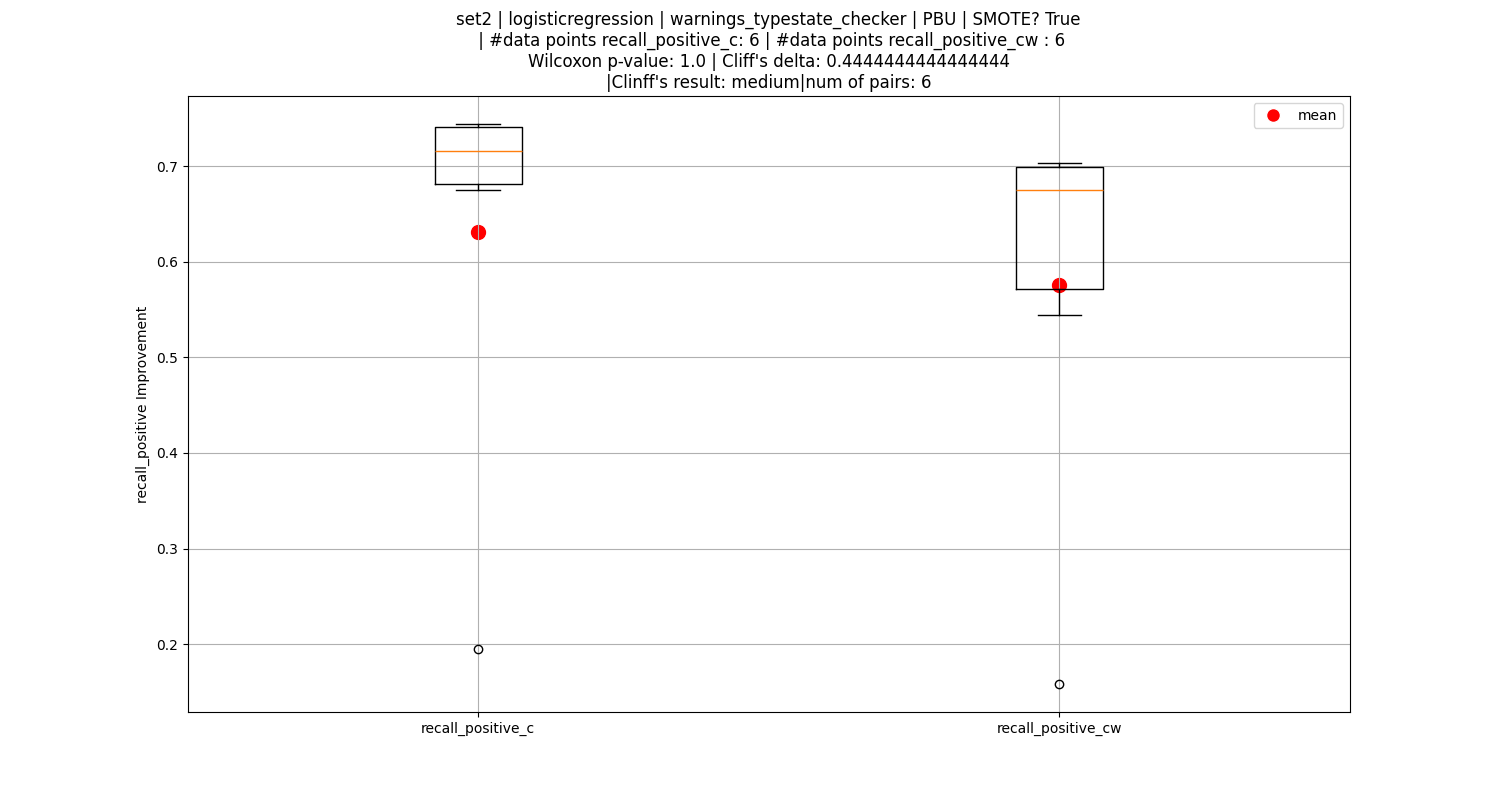 set2 | logisticregression | warnings_typestate_checker | PBU | SMOTE? True
| #data points recall_positive_c: 6 | #data points recall_positive_cw : 6
Wilcoxon p-value: 1.0 | Cliff's delta: 0.4444444444444444
|Clinff's result: medium|num of pairs: 6
mean
0.7
0.6
0.5
0.4
0.3
0.2
recall_positive Improvement
recall_positive_c
recall_positive_cw